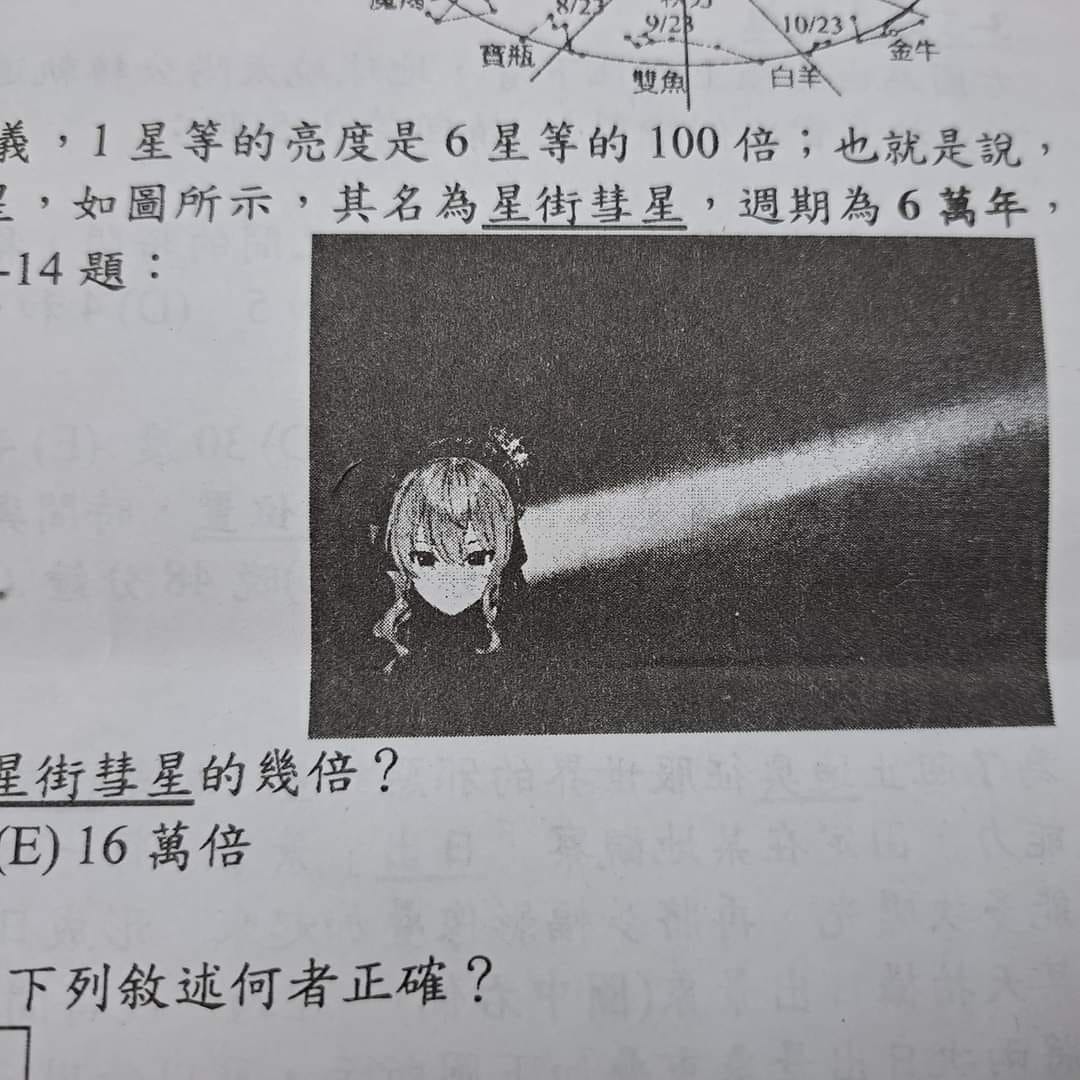 8/23
9/23
10/23
寶瓶
雙魚
白羊
金牛
義，1 星等的亮度是 6 星等的 100 倍；也就是說，
，如圖所示，其名為星街彗星，週期為 6 萬年，
-14 題：
星街彗星的幾倍？
(E) 16 萬倍
下列敘述何者正確？